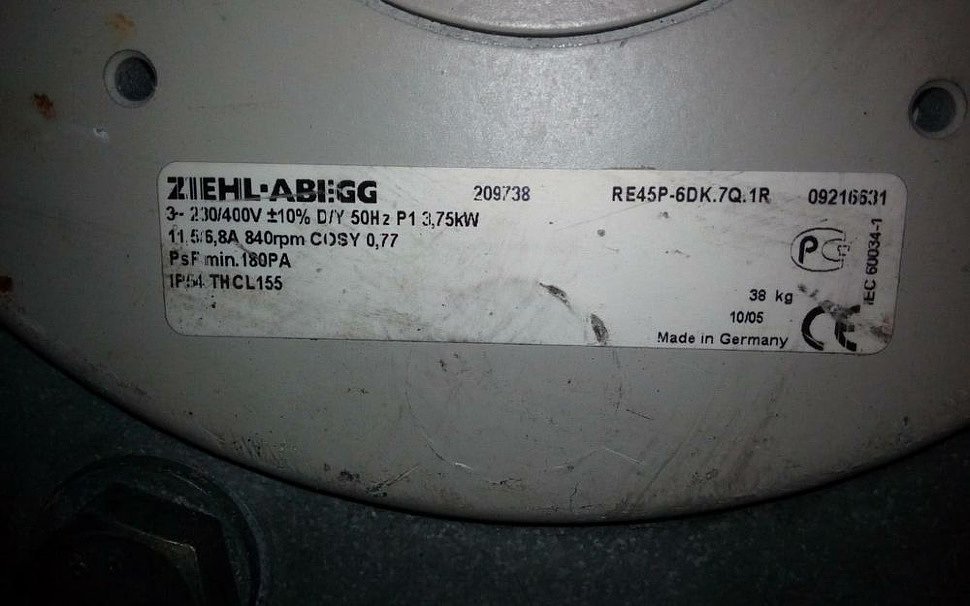 ZIEHL-ABEGG 209738 RE45P-6DK.7Q.1R 09216631
3~ 230/400V ±10% D/Y 50Hz P1 3,75kW
11,5/6,8A 840rpm COSY 0,77
PsF min.180PA
IP54 THCL155
PC
IEC 60034-1
38 kg
10/05
CE
Made in Germany